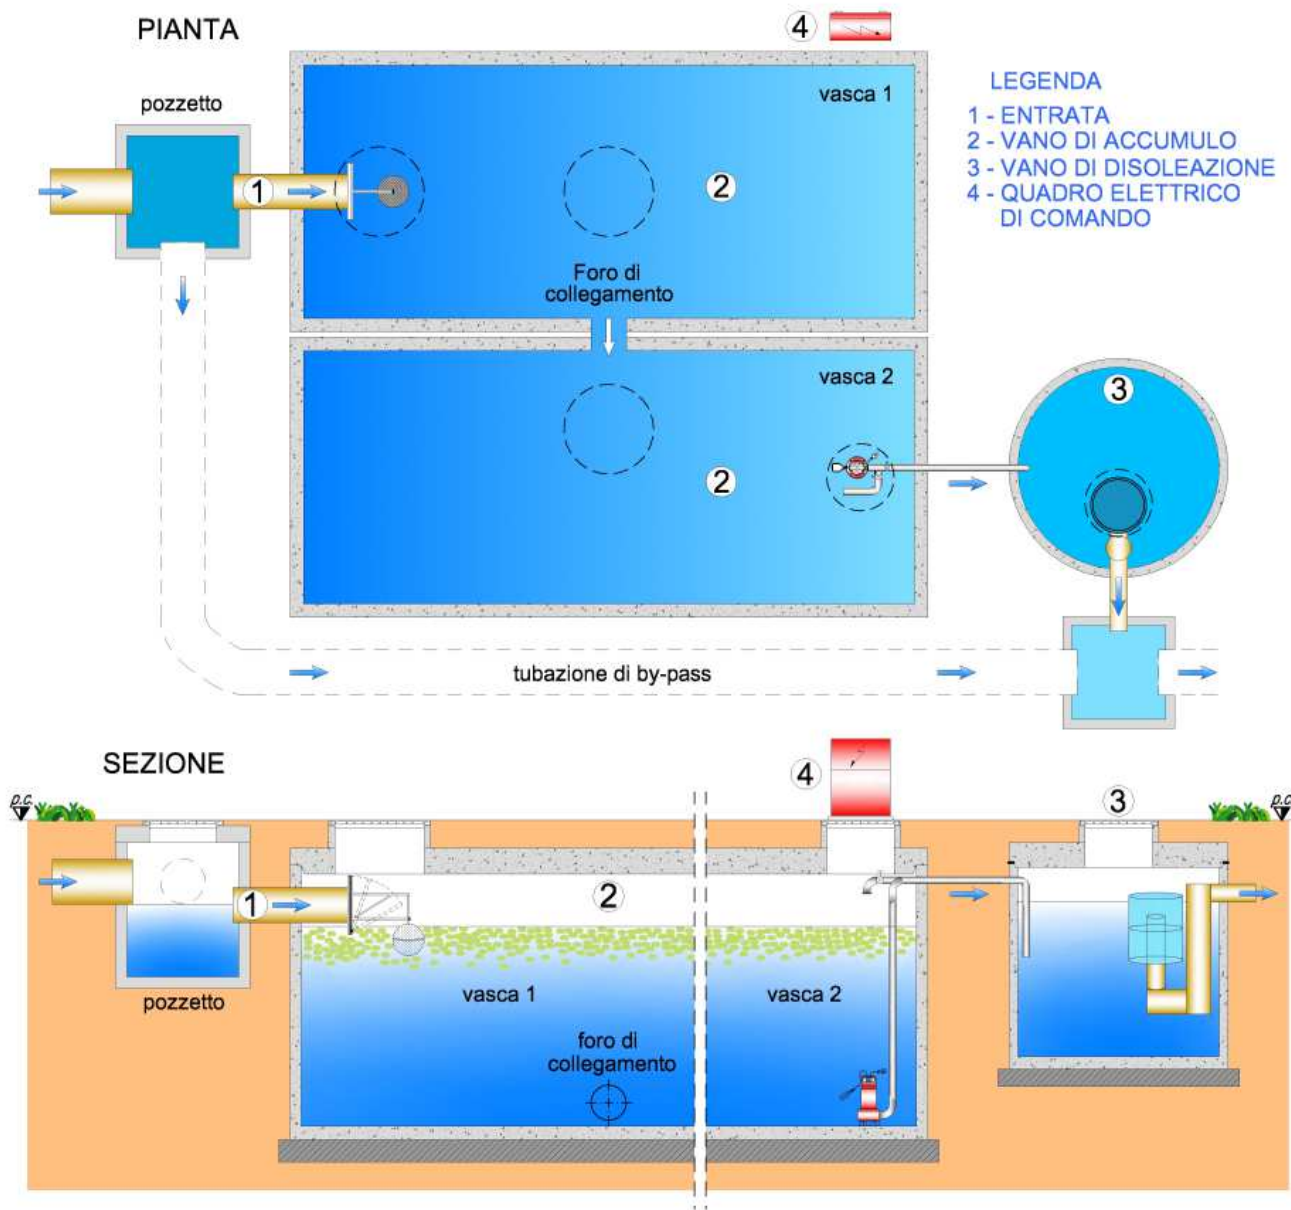 PIANTA
4
LEGENDA
1 - ENTRATA
2 - VANO DI ACCUMULO
3 - VANO DI DISOLEAZIONE
4 - QUADRO ELETTRICO
DI COMANDO
pozzetto
vasca 1
1
2
Foro di
collegamento
vasca 2
3
2
tubazione di by-pass
SEZIONE
4
3
p.c.
p.c.
1
2
pozzetto
vasca 1
vasca 2
foro di
collegamento